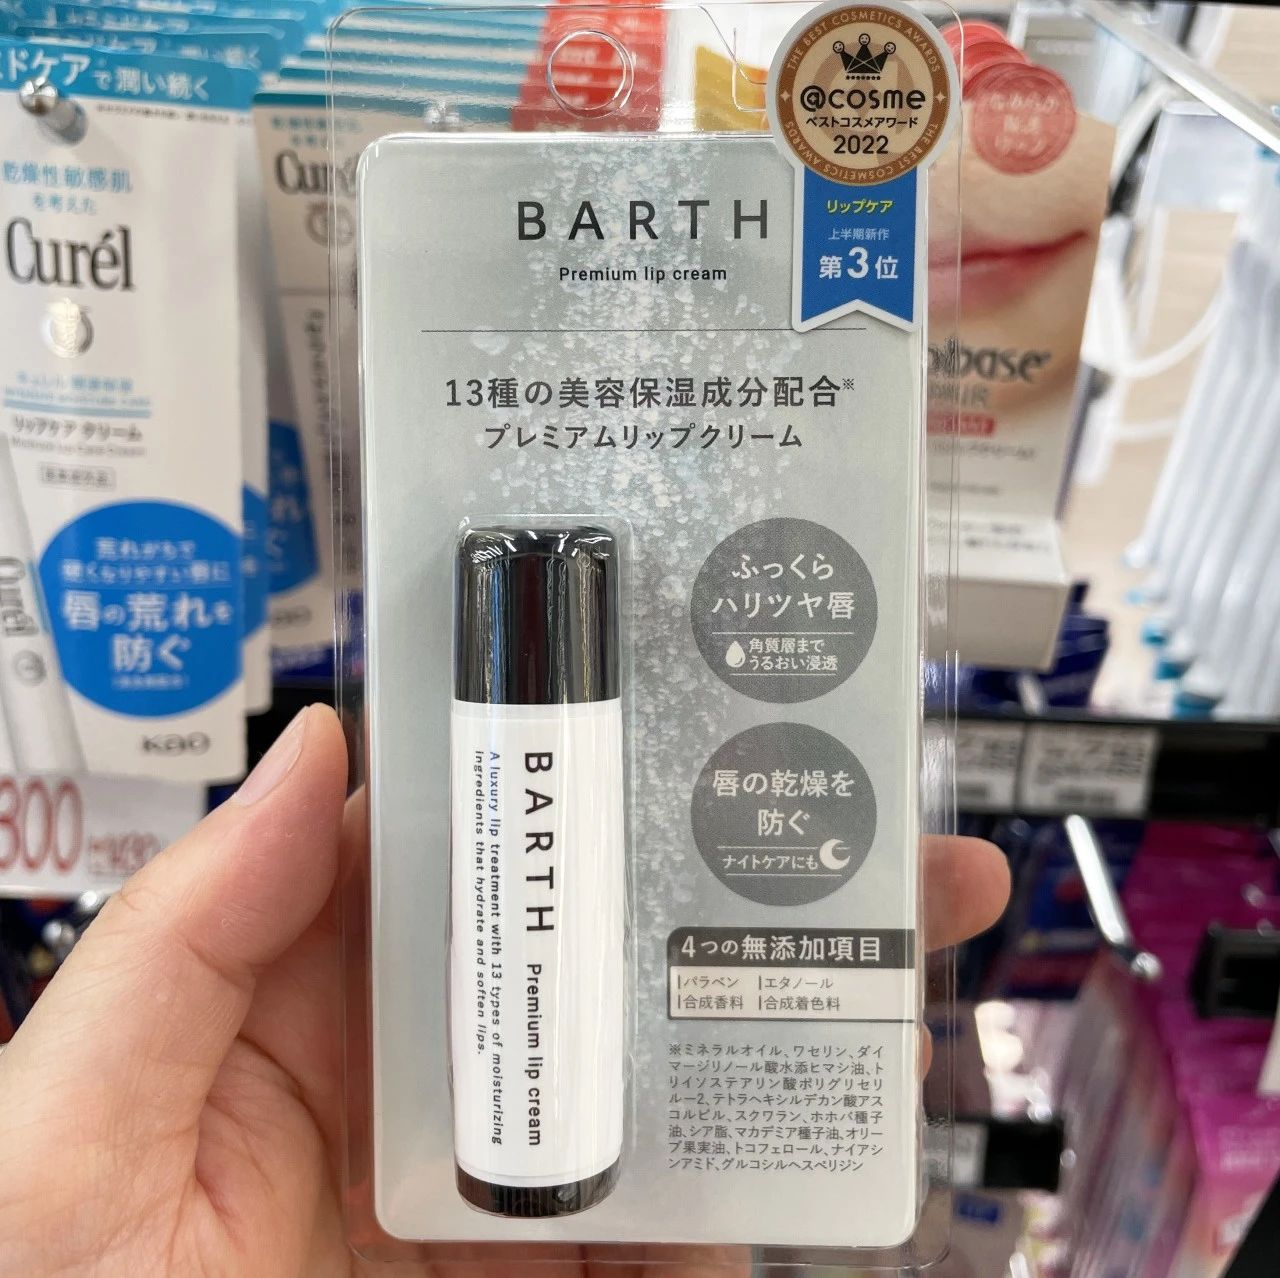 ドケアで潤い続く
乾燥性敏感肌
を考えた
Curél
リップケア クリーム
荒れがちで
硬くなりやすい唇に
唇の荒れを
防ぐ
Kao
300
THE BEST COSMETICS AWARDS
@cosme
ベストコスメアワード
2022
THE BEST COSMETICS AWARDS
リップケア
上半期新作
第3位
BARTH
Premium lip cream
13種の美容保湿成分配合※
プレミアムリップクリーム
ふっくら
ハリツヤ唇
角質層まで
うるおい浸透
唇の乾燥を
防ぐ
ナイトケアにも
BARTH Premium lip cream
A luxury lip treatment with 13 types of moisturizing
ingredients that hydrate and soften lips.
4つの無添加項目
パラベン エタノール
合成香料 合成着色料
※ミネラルオイル、ワセリン、ダイ
マージリノール酸水添ヒマシ油、ト
リイソステアリン酸ポリグリセリ
ル-2、テトラヘキシルデカン酸アス
コルビル、スクワラン、ホホバ種子
油、シア脂、マカデミア種子油、オリー
ブ果実油、トコフェロール、ナイアシ
ンアミド、グルコシルヘスペリジン